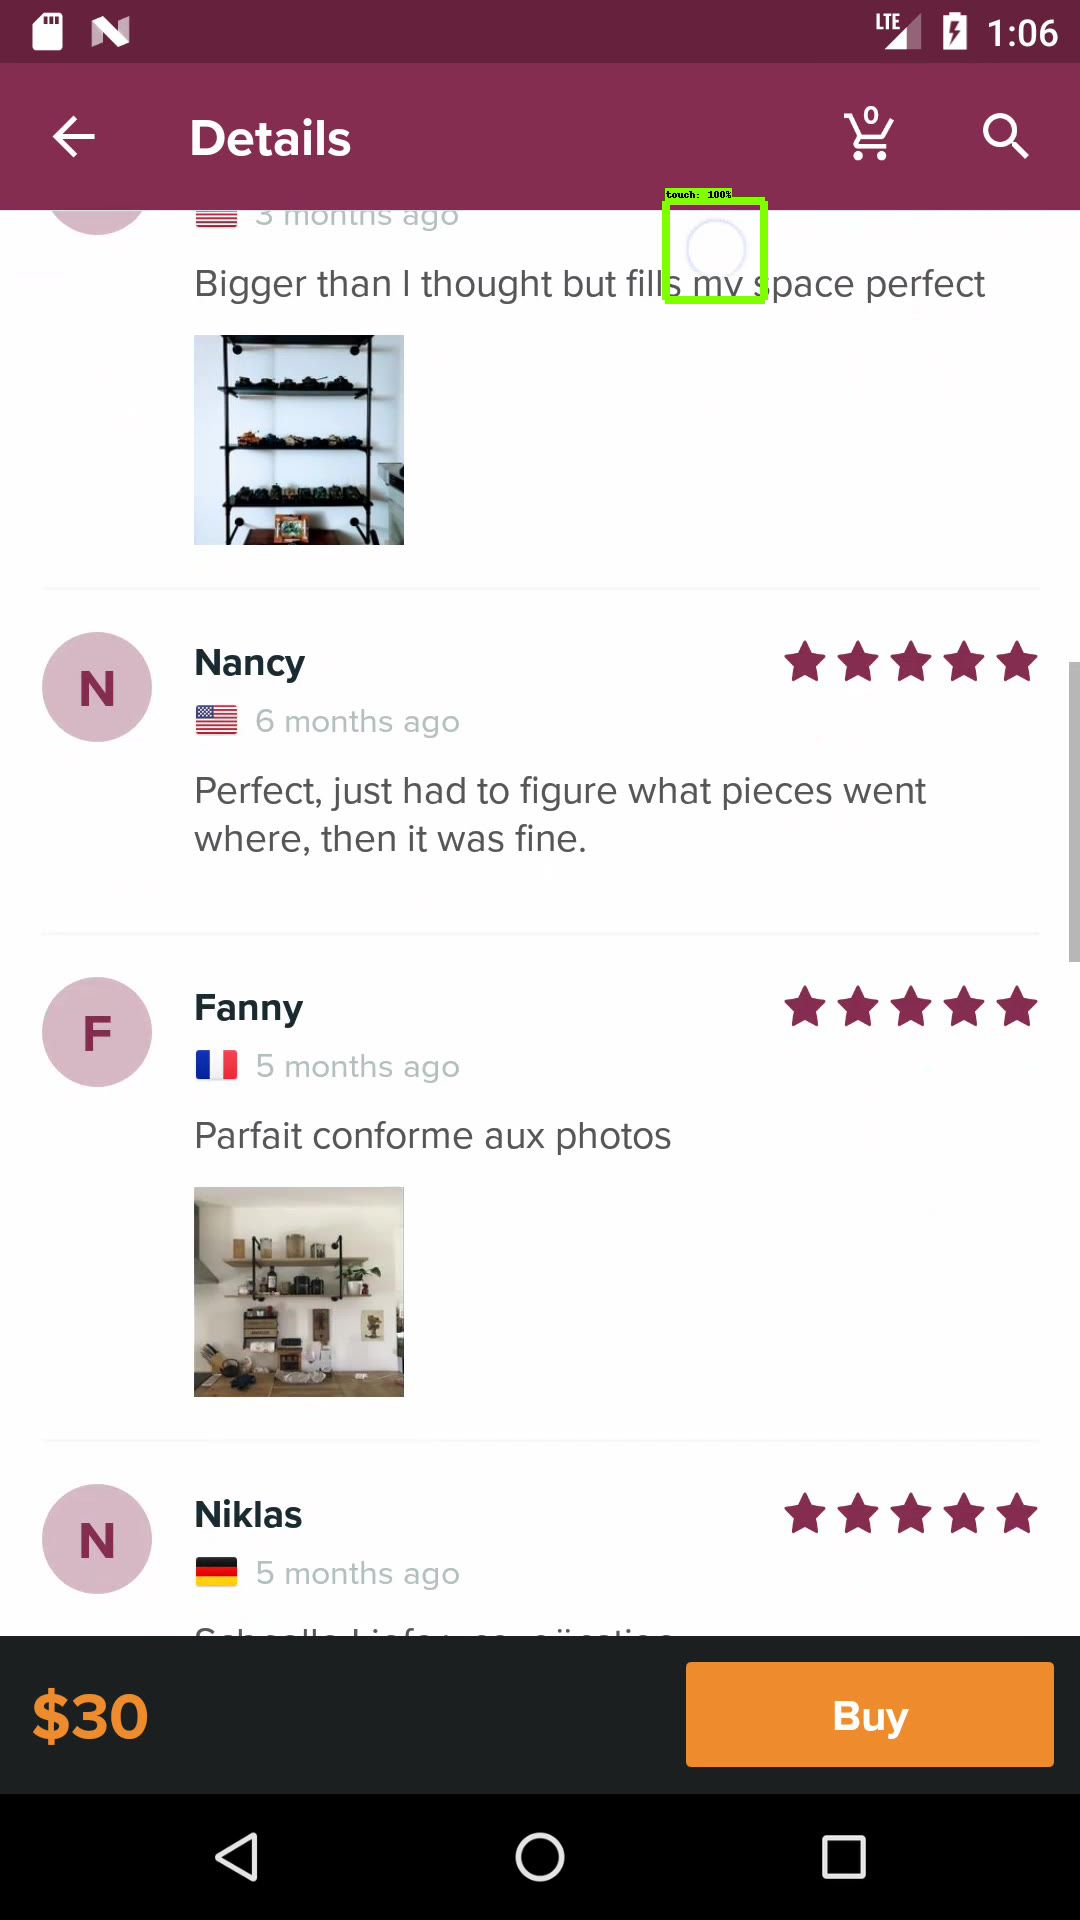 LTE 1:06
Details 0
touch: 100%
3 months ago
Bigger than I thought but fills my space perfect
N Nancy
6 months ago
Perfect, just had to figure what pieces went
where, then it was fine.
F Fanny
5 months ago
Parfait conforme aux photos
N Niklas
5 months ago
$30 Buy